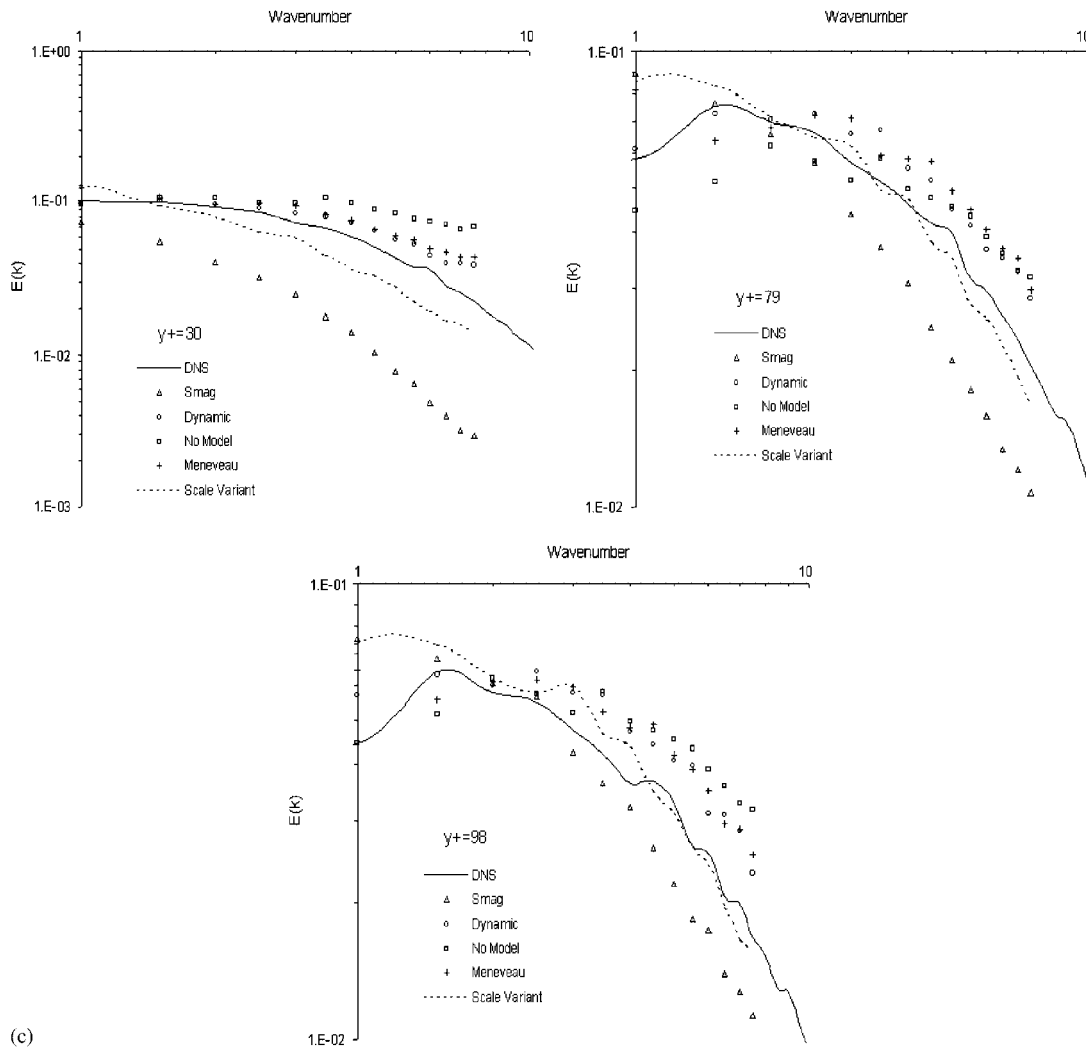 Wavenumber
1
10
1.E+00
1.E-01
1.E-02
1.E-03
E(k)
y+=30
DNS
Smag
Dynamic
No Model
Meneveau
Scale Variant
Wavenumber
1
10
1.E-01
1.E-02
E(k)
y+=79
DNS
Smag
Dynamic
No Model
Meneveau
Scale Variant
Wavenumber
1
10
1.E-01
1.E-02
E(k)
y+=98
DNS
Smag
Dynamic
No Model
Meneveau
Scale Variant
(c)